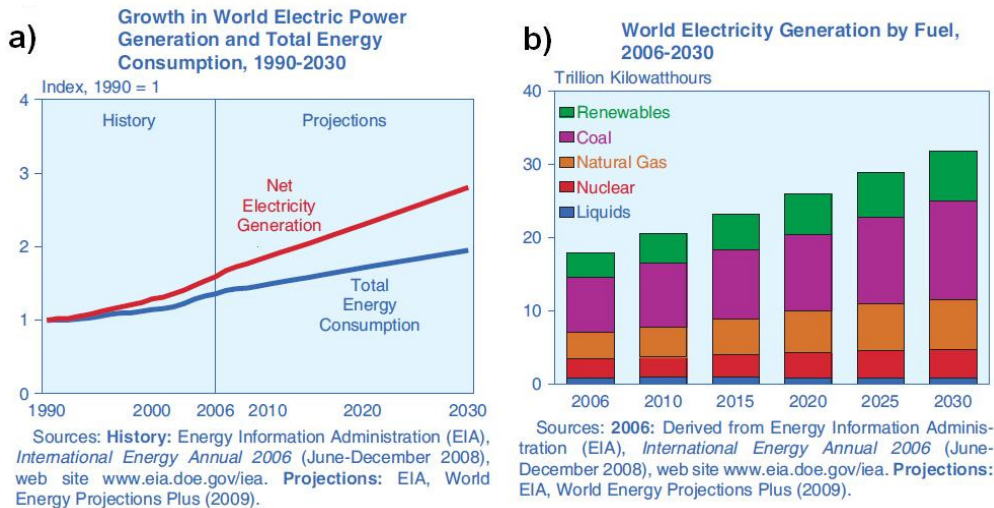 a)
Growth in World Electric Power
Generation and Total Energy
Consumption, 1990-2030
Index, 1990 = 1
4
History
Projections
3
Net
Electricity
Generation
2
Total
Energy
Consumption
1
0
1990
2000
2006
2010
2020
2030
Sources: History: Energy Information Administration (EIA),
International Energy Annual 2006 (June-December 2008),
web site www.eia.doe.gov/iea. Projections: EIA, World
Energy Projections Plus (2009).
b)
World Electricity Generation by Fuel,
2006-2030
Trillion Kilowatthours
40
Renewables
Coal
30
Natural Gas
Nuclear
Liquids
20
10
0
2006
2010
2015
2020
2025
2030
Sources: 2006: Derived from Energy Information Adminis-
tration (EIA), International Energy Annual 2006 (June-
December 2008), web site www.eia.doe.gov/iea. Projections:
EIA, World Energy Projections Plus (2009).